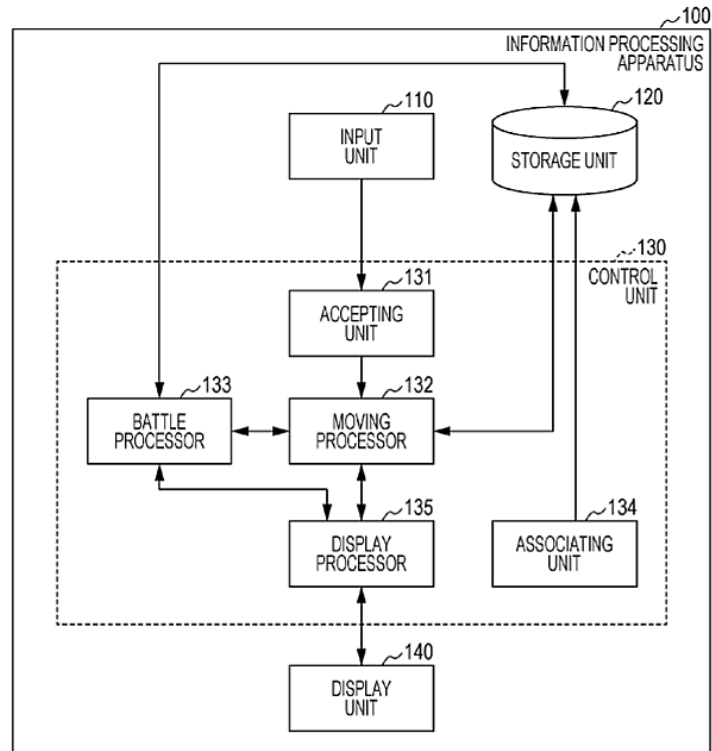 100
INFORMATION PROCESSING
APPARATUS
110
INPUT
UNIT
120
STORAGE UNIT
130
CONTROL
UNIT
131
ACCEPTING
UNIT
133
BATTLE
PROCESSOR
132
MOVING
PROCESSOR
135
DISPLAY
PROCESSOR
134
ASSOCIATING
UNIT
140
DISPLAY
UNIT